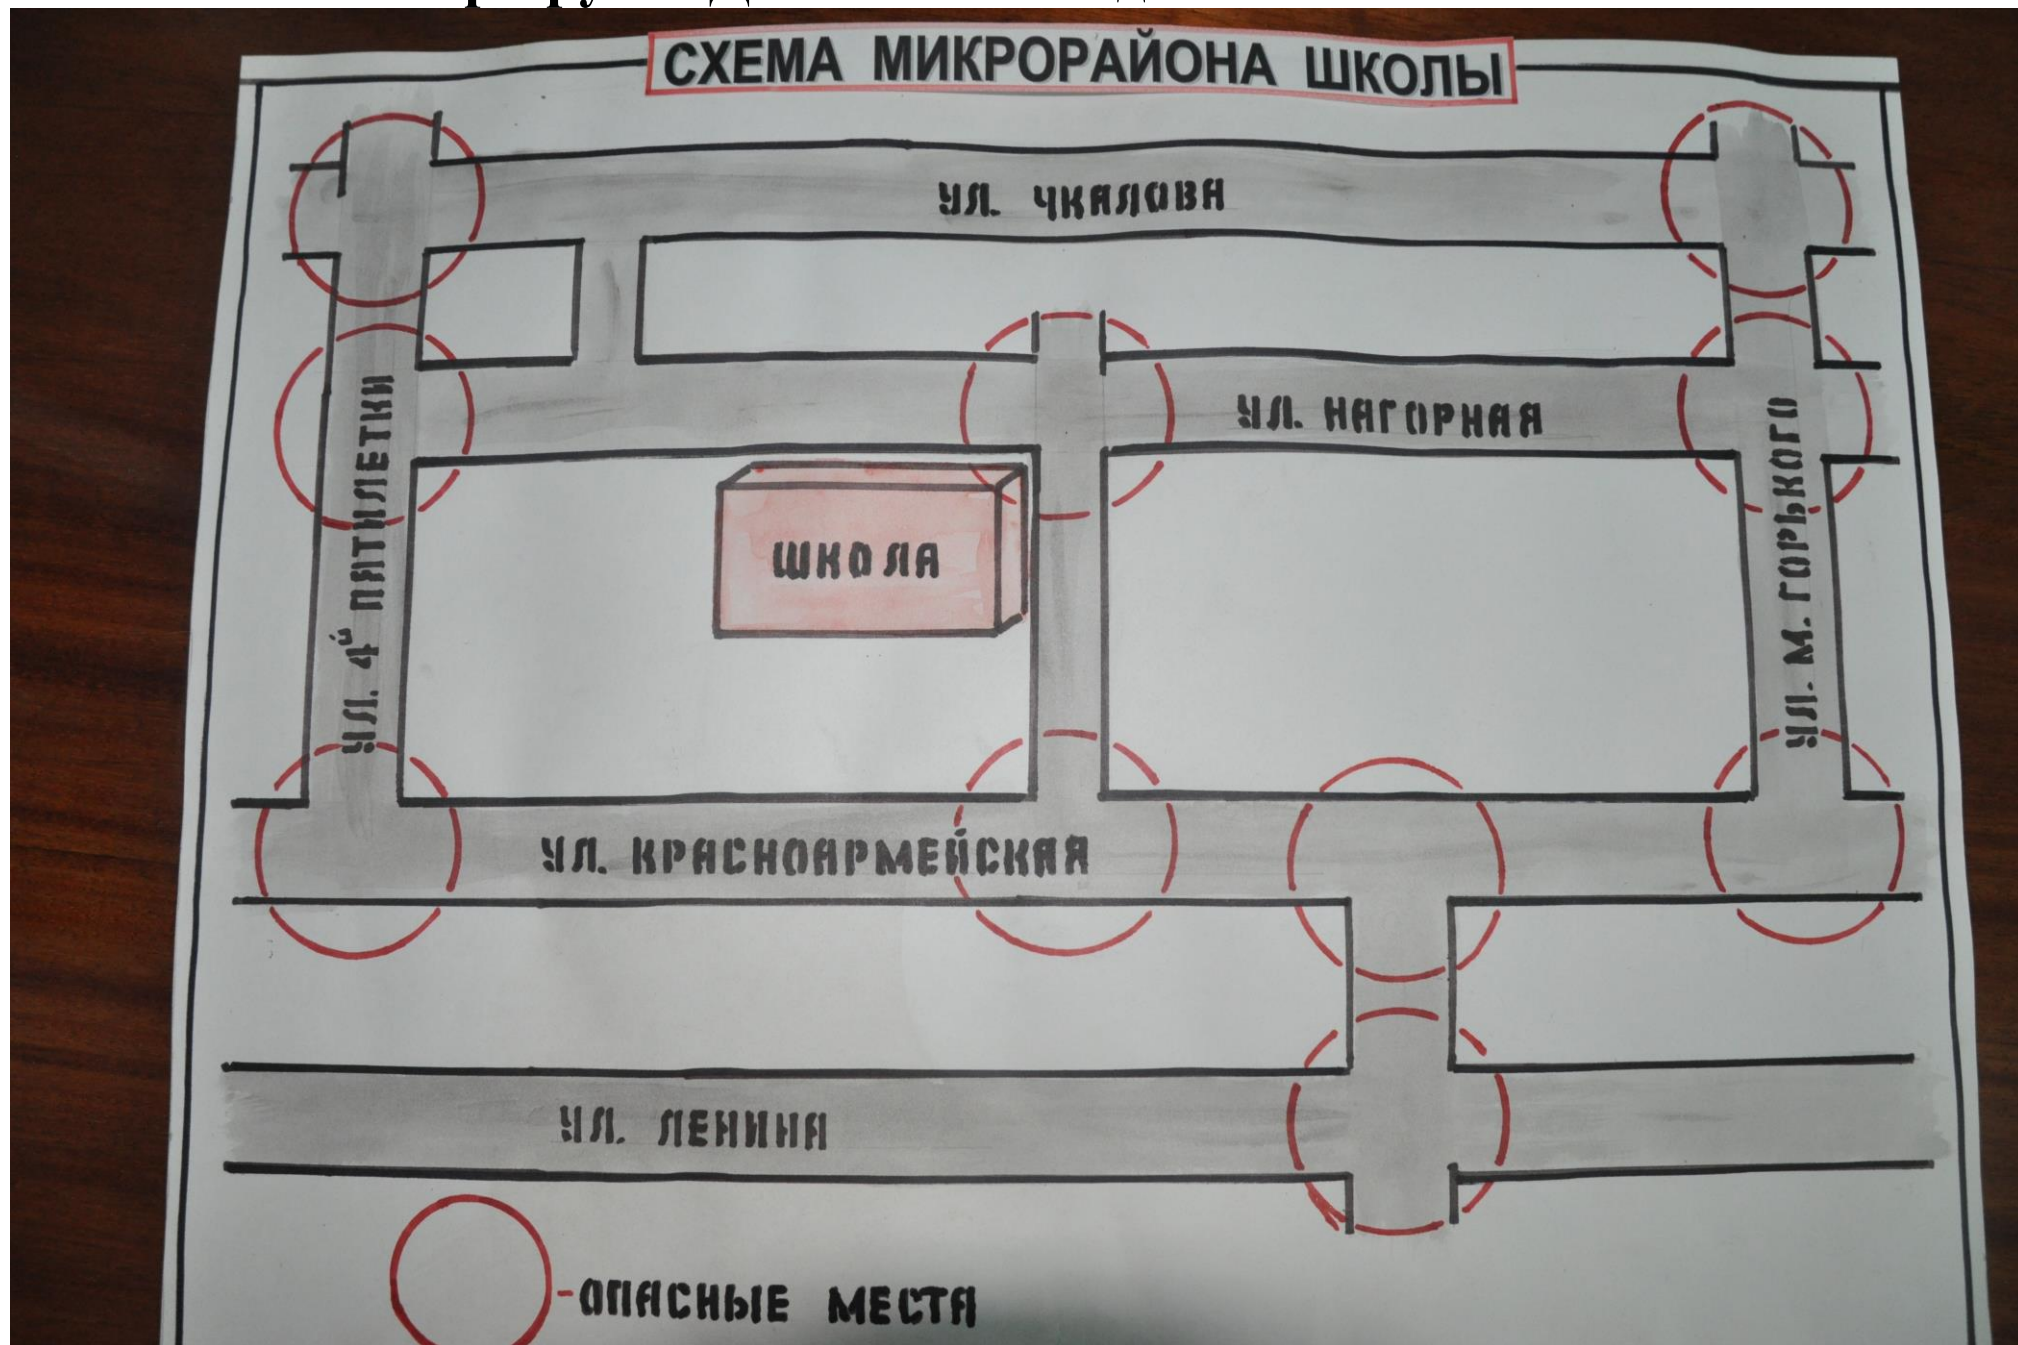 СХЕМА МИКРОРАЙОНА ШКОЛЫ
УЛ. ЧКАЛОВА
УЛ. НАГОРНАЯ
УЛ. 4й ПЯТИЛЕТКИ
ШКОЛА
УЛ. М. ГОРЬКОГО
УЛ. КРАСНОАРМЕЙСКАЯ
УЛ. ЛЕНИНА
-ОПАСНЫЕ МЕСТА